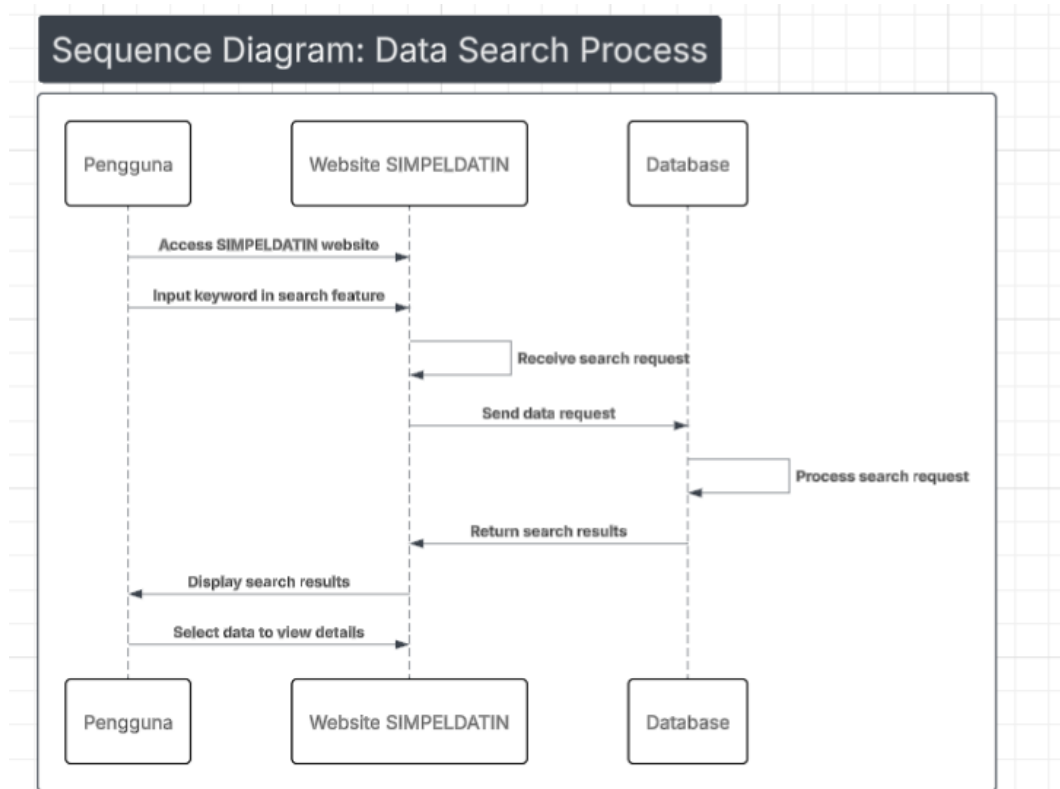 Sequence Diagram: Data Search Process
Pengguna
Website SIMPELDATIN
Database
Access SIMPELDATIN website
Input keyword in search feature
Receive search request
Send data request
Process search request
Return search results
Display search results
Select data to view details
Pengguna
Website SIMPELDATIN
Database